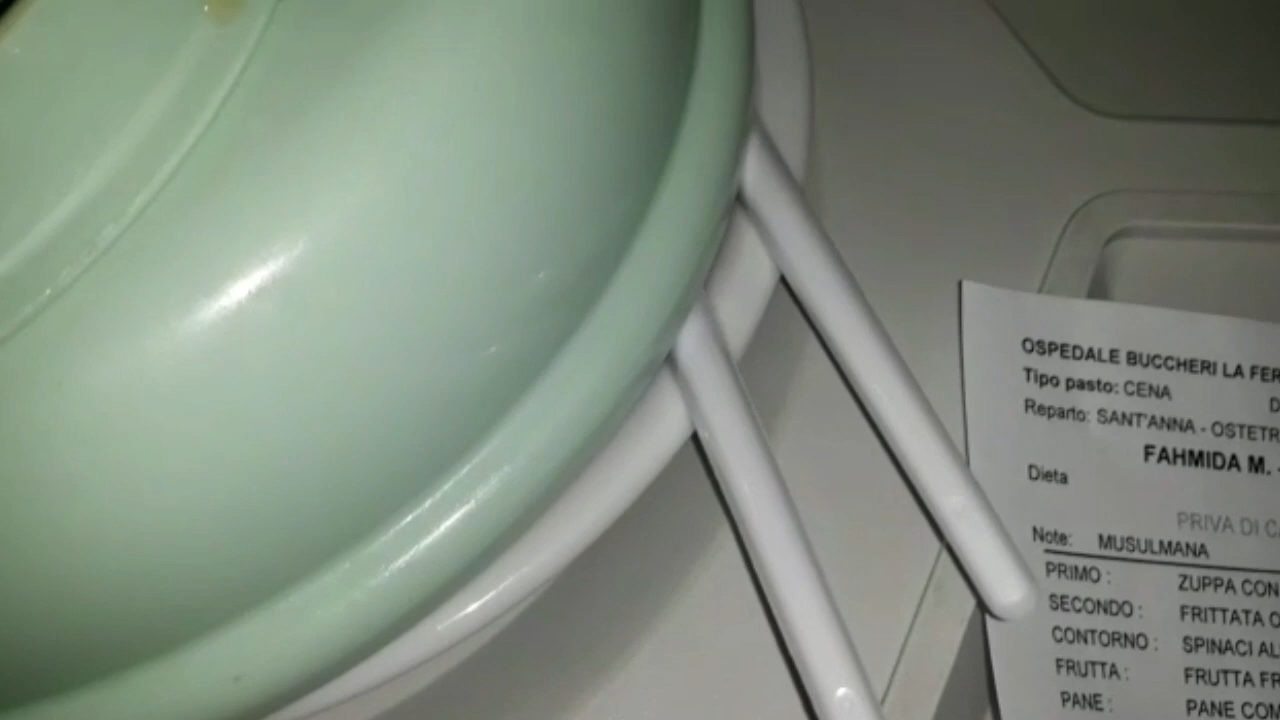 OSPEDALE BUCCHERI LA FER
Tipo pasto: CENA D
Reparto: SANT'ANNA - OSTETR
FAHMIDA M. -
Dieta
PRIVA DI C
Note: MUSULMANA
PRIMO : ZUPPA CON
SECONDO : FRITTATA O
CONTORNO : SPINACI AL
FRUTTA : FRUTTA FR
PANE : PANE COM